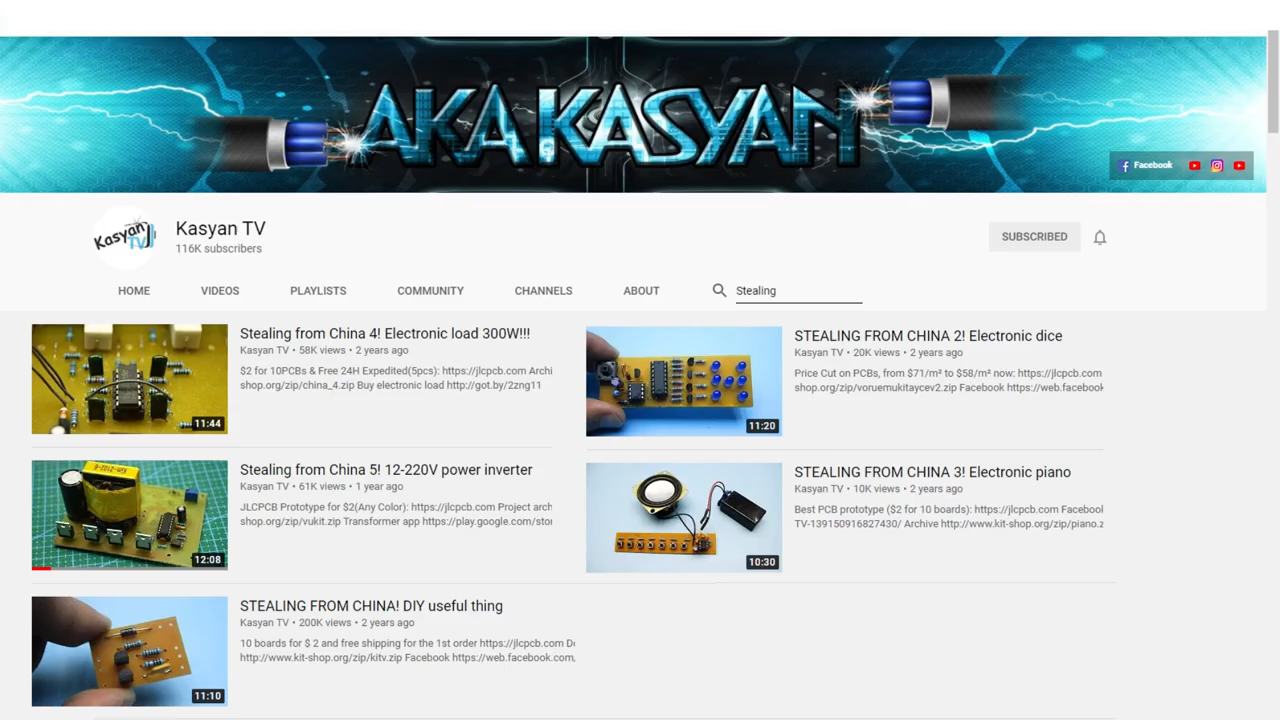 AKA KASYAN
Facebook
Kasyan TV
Kasyan TV
116K subscribers
SUBSCRIBED
HOME VIDEOS PLAYLISTS COMMUNITY CHANNELS ABOUT Stealing
Stealing from China 4! Electronic load 300W!!!
Kasyan TV • 58K views • 2 years ago
$2 for 10PCBs & Free 24H Expedited(5pcs): https://jlcpcb.com Archi
shop.org/zip/china_4.zip Buy electronic load http://got.by/2zng11
11:44
STEALING FROM CHINA 2! Electronic dice
Kasyan TV • 20K views • 2 years ago
Price Cut on PCBs, from $71/m² to $58/m² now: https://jlcpcb.com
shop.org/zip/voruemukitaycev2.zip Facebook https://web.facebook
11:20
Stealing from China 5! 12-220V power inverter
Kasyan TV • 61K views • 1 year ago
JLCPCB Prototype for $2(Any Color): https://jlcpcb.com Project arch
shop.org/zip/vukit.zip Transformer app https://play.google.com/stor
12:08
STEALING FROM CHINA 3! Electronic piano
Kasyan TV • 10K views • 2 years ago
Best PCB prototype ($2 for 10 boards): https://jlcpcb.com Facebool
TV-139150916827430/ Archive http://www.kit-shop.org/zip/piano.z
10:30
STEALING FROM CHINA! DIY useful thing
Kasyan TV • 200K views • 2 years ago
10 boards for $ 2 and free shipping for the 1st order https://jlcpcb.com Do
http://www.kit-shop.org/zip/kitv.zip Facebook https://web.facebook.com,
11:10